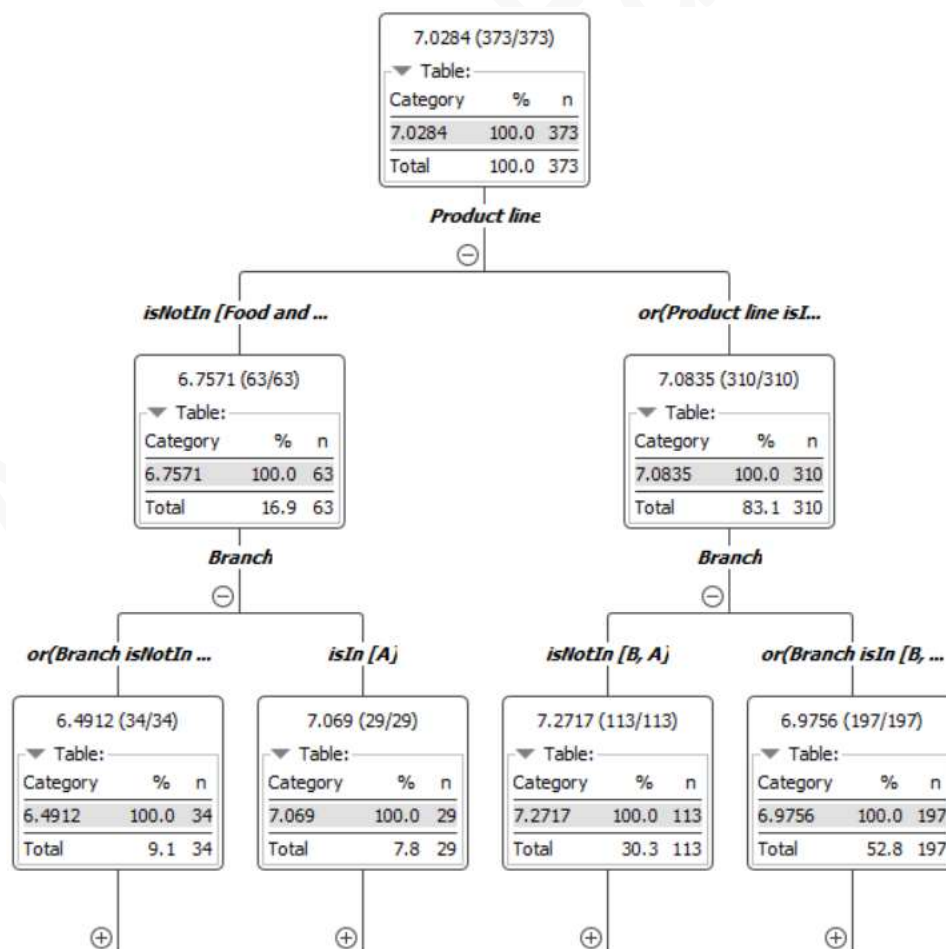 7.0284 (373/373)
Table:
Category % n
7.0284 100.0 373
Total 100.0 373
Product line
isNotIn [Food and ...
or(Product line isI...
6.7571 (63/63)
Table:
Category % n
6.7571 100.0 63
Total 16.9 63
7.0835 (310/310)
Table:
Category % n
7.0835 100.0 310
Total 83.1 310
Branch
Branch
or(Branch isNotIn ...
isIn [A]
isNotIn [B, A]
or(Branch isIn [B, ...
6.4912 (34/34)
Table:
Category % n
6.4912 100.0 34
Total 9.1 34
7.069 (29/29)
Table:
Category % n
7.069 100.0 29
Total 7.8 29
7.2717 (113/113)
Table:
Category % n
7.2717 100.0 113
Total 30.3 113
6.9756 (197/197)
Table:
Category % n
6.9756 100.0 197
Total 52.8 197